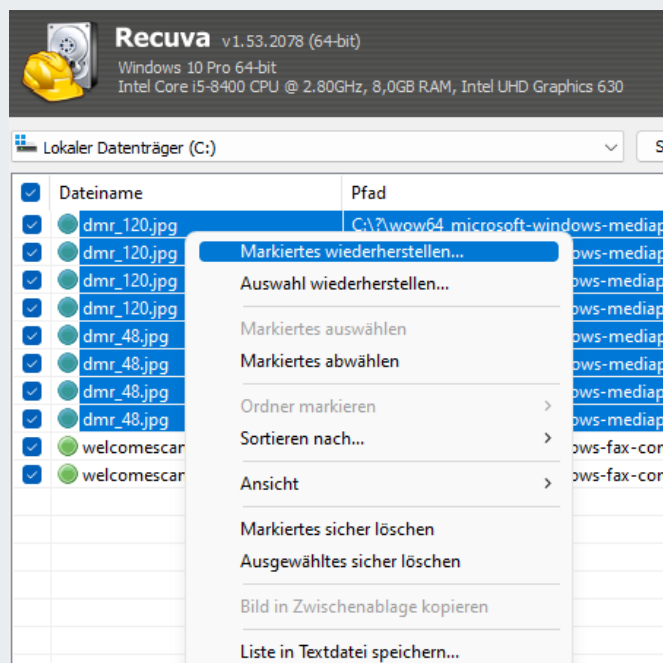 Recuva v1.53.2078 (64-bit)
Windows 10 Pro 64-bit
Intel Core i5-8400 CPU @ 2.80GHz, 8,0GB RAM, Intel UHD Graphics 630
Lokaler Datenträger (C:)
Dateiname Pfad
dmr_120.jpg C:\?\wow64_microsoft-windows-mediap
dmr_120.jpg
dmr_120.jpg
dmr_120.jpg
dmr_48.jpg
dmr_48.jpg
dmr_48.jpg
dmr_48.jpg
welcomescan
welcomescan
Markiertes wiederherstellen...
Auswahl wiederherstellen...
Markiertes auswählen
Markiertes abwählen
Ordner markieren
Sortieren nach...
Ansicht
Markiertes sicher löschen
Ausgewähltes sicher löschen
Bild in Zwischenablage kopieren
Liste in Textdatei speichern...